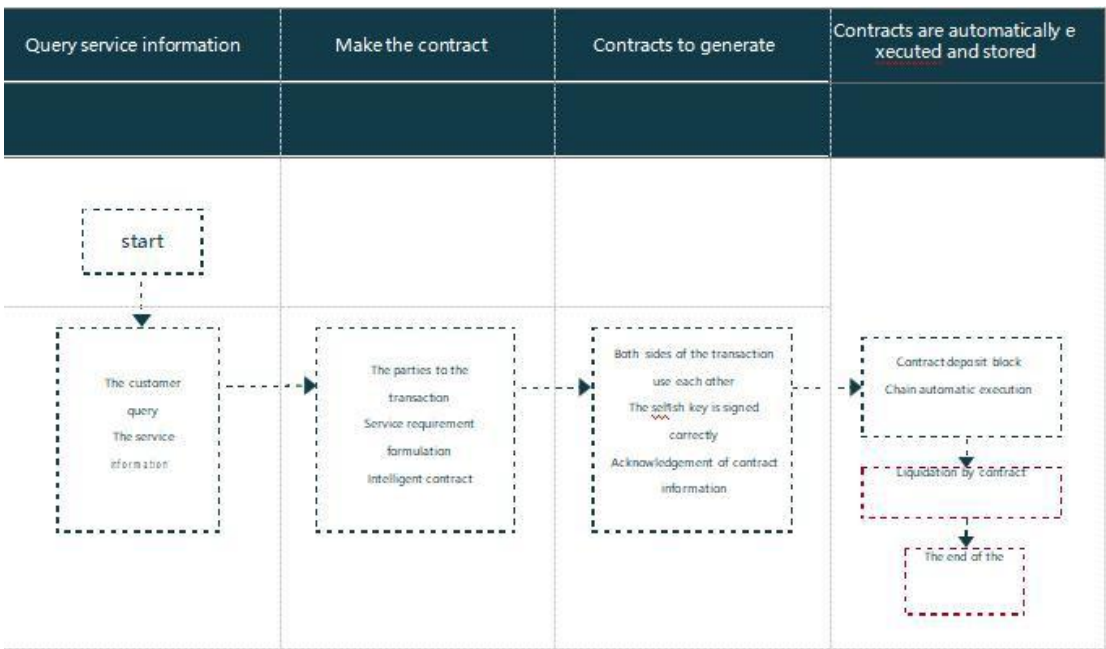 Query service information
Make the contract
Contracts to generate
Contracts are automatically e
xecuted and stored
start
The customer
query
The service
information
The parties to the
transaction
Service requirement
formulation
Intelligent contract
Both sides of the transaction
use each other
The selfish key is signed
correctly
Acknowledgement of contract
information
Contract deposit block
Chain automatic execution
Liquidation by contract
The end of the